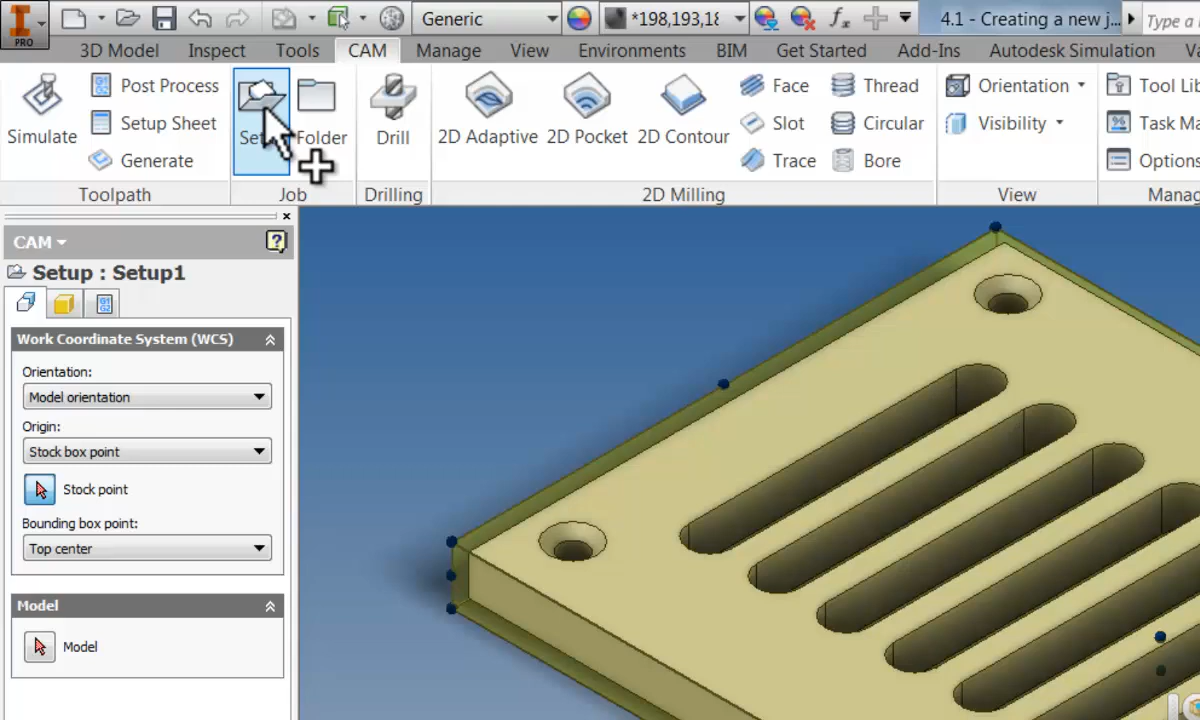 PRO
Generic
*198,193,18
fx
4.1 - Creating a new j...
Type a
3D Model Inspect Tools CAM Manage View Environments BIM Get Started Add-Ins Autodesk Simulation
Simulate
Post Process
Setup Sheet
Generate
Set
Folder
Drill
2D Adaptive
2D Pocket
2D Contour
Face
Slot
Trace
Thread
Circular
Bore
Orientation
Visibility
Tool Lib
Task Ma
Options
Toolpath
Job
Drilling
2D Milling
View
Manag
CAM
Setup : Setup1
Work Coordinate System (WCS)
Orientation:
Model orientation
Origin:
Stock box point
Stock point
Bounding box point:
Top center
Model
Model